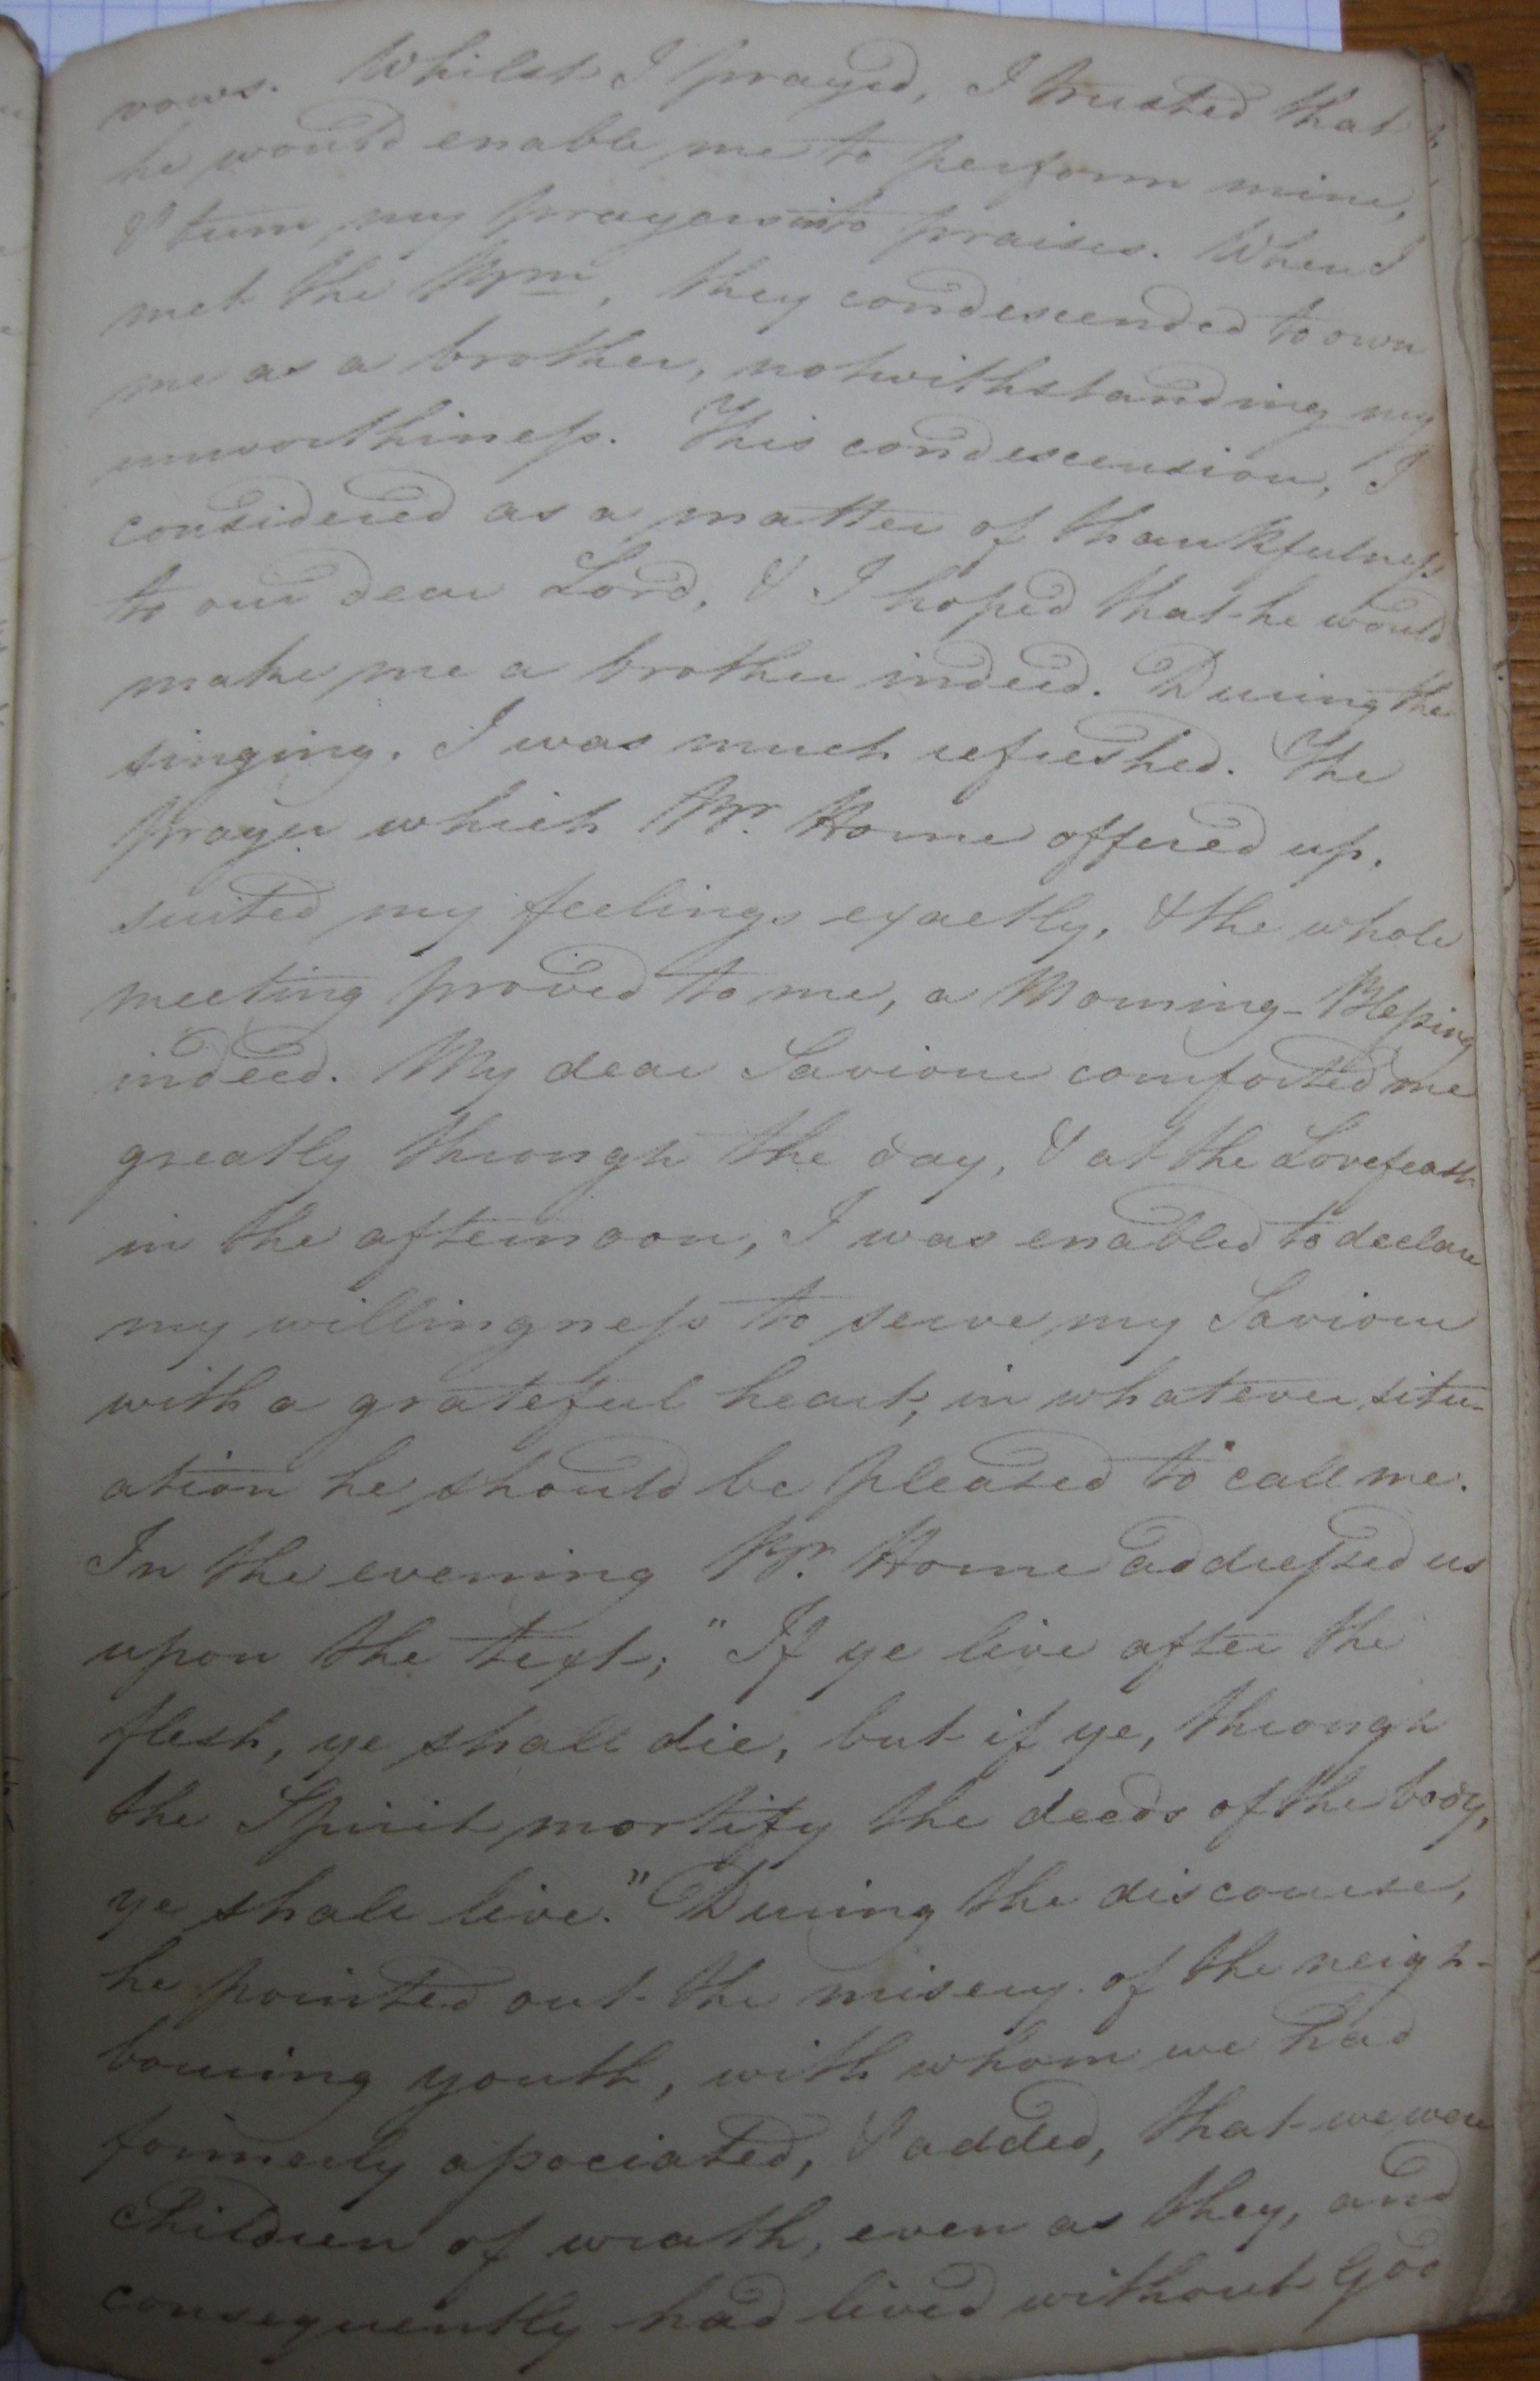 vows. Whilst I prayed, I trusted that
he would enable me to perform mine,
& turn my prayers into praises. When I
met the Brn, they condescended to own
me as a brother, notwithstanding my
unworthiness. This condescension, I
considered as a matter of thankfulness
to our dear Lord, & I hoped that he would
make me a brother indeed. During the
singing, I was much refreshed. The
prayer which Br. Horne offered up,
suited my feelings exactly, & the whole
meeting proved to me, a Morning-Blessing
indeed. My dear Saviour comforted me
greatly through the day, & at the Lovefeast
in the afternoon, I was enabled to declare
my willingness to serve my Saviour
with a grateful heart, in whatever situ-
ation he should be pleased to call me.
In the evening Br. Horne addressed us
upon the text; "If ye live after the
flesh, ye shall die, but if ye, through
the Spirit mortify the deeds of the body,
ye shall live." During the discourse,
he pointed out the misery of the neigh-
bouring youth, with whom we had
formerly associated, & added, that we were
children of wrath, even as they, and
consequently had lived without God